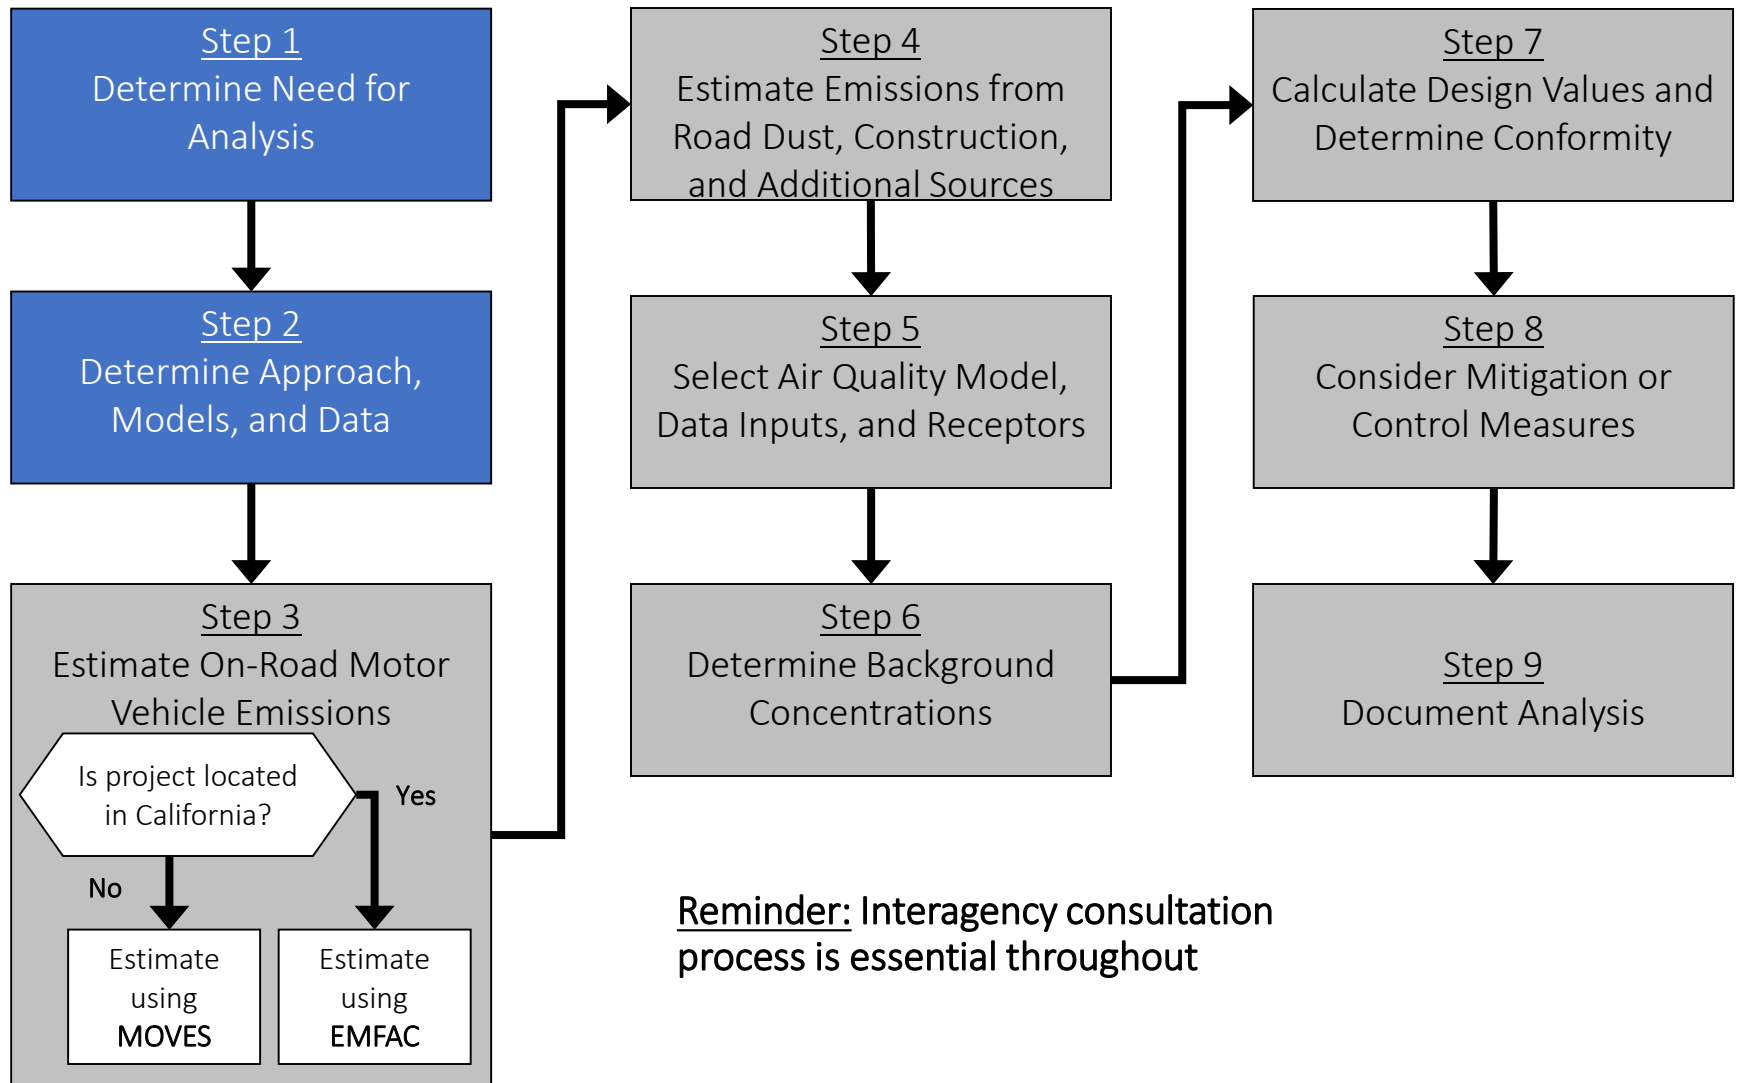 Step 1
Determine Need for
Analysis
Step 2
Determine Approach,
Models, and Data
Step 3
Estimate On-Road Motor
Vehicle Emissions
Is project located
in California?
Yes
No
Estimate
using
MOVES
Estimate
using
EMFAC
Step 4
Estimate Emissions from
Road Dust, Construction,
and Additional Sources
Step 5
Select Air Quality Model,
Data Inputs, and Receptors
Step 6
Determine Background
Concentrations
Step 7
Calculate Design Values and
Determine Conformity
Step 8
Consider Mitigation or
Control Measures
Step 9
Document Analysis
Reminder: Interagency consultation
process is essential throughout